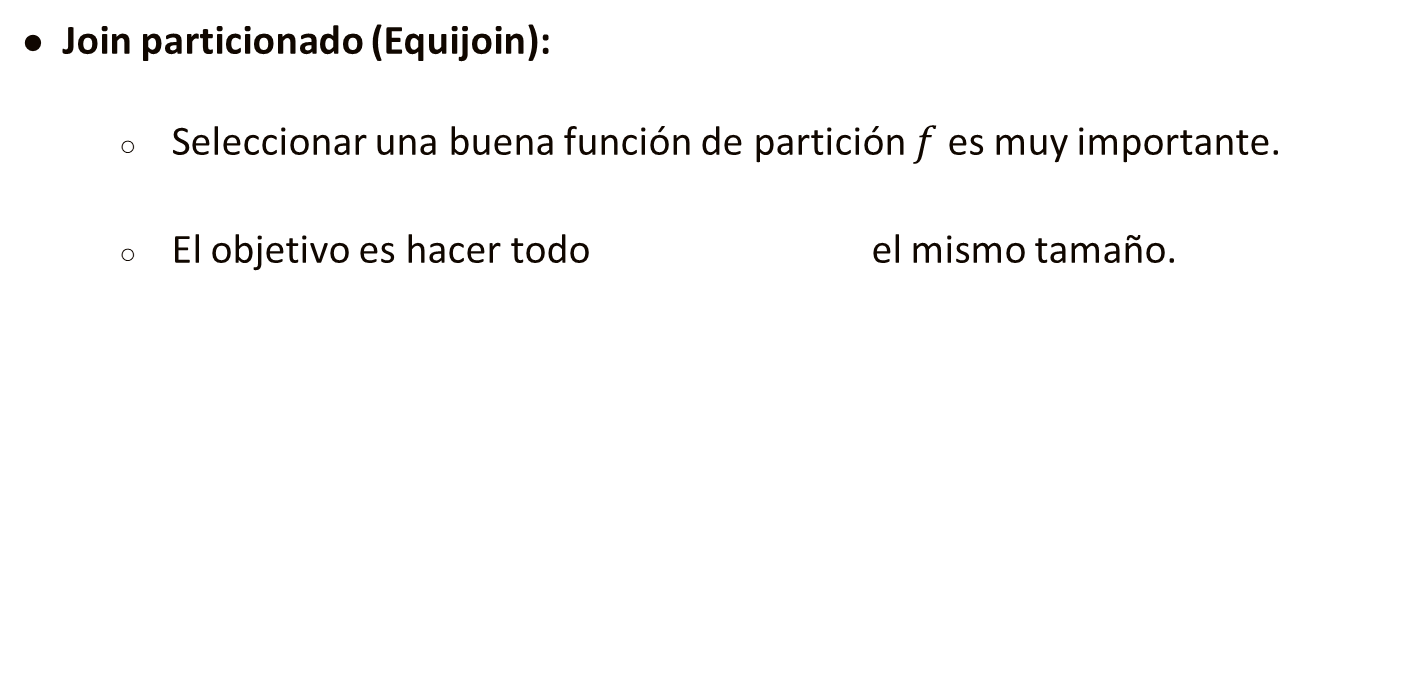 ● Join particionado (Equijoin):
○ Seleccionar una buena función de partición f es muy importante.
○ El objetivo es hacer todo el mismo tamaño.